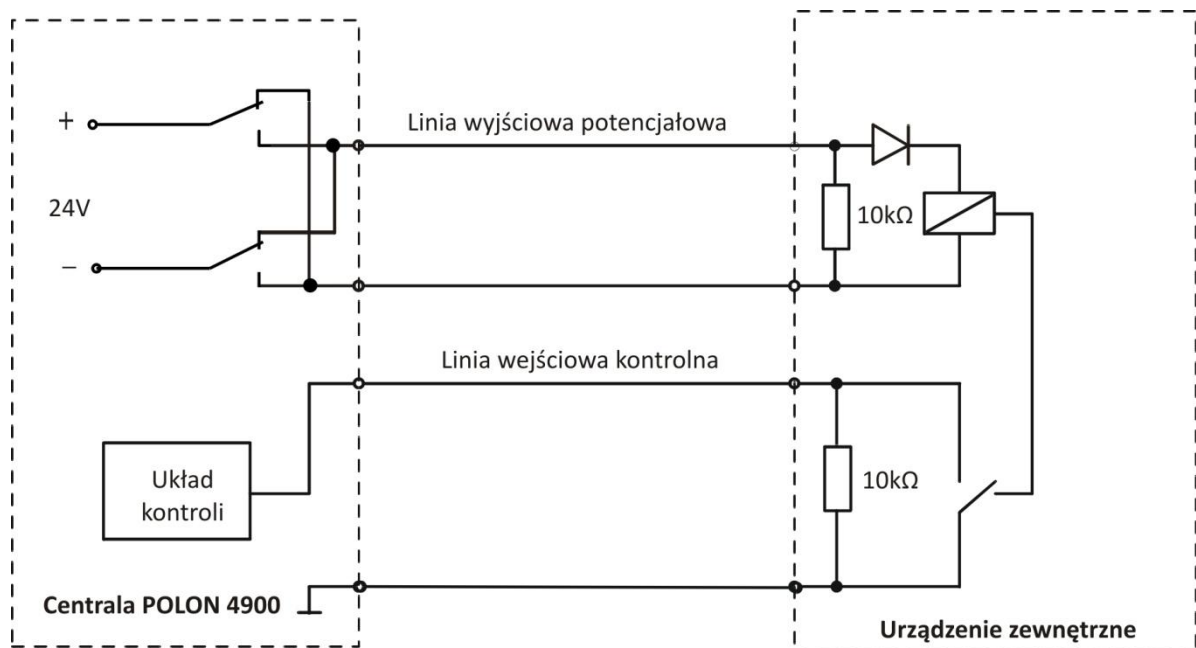 Linia wyjściowa potencjałowa
+
24V
−
10kΩ
Linia wejściowa kontrolna
Układ
kontroli
10kΩ
Centrala POLON 4900
Urządzenie zewnętrzne